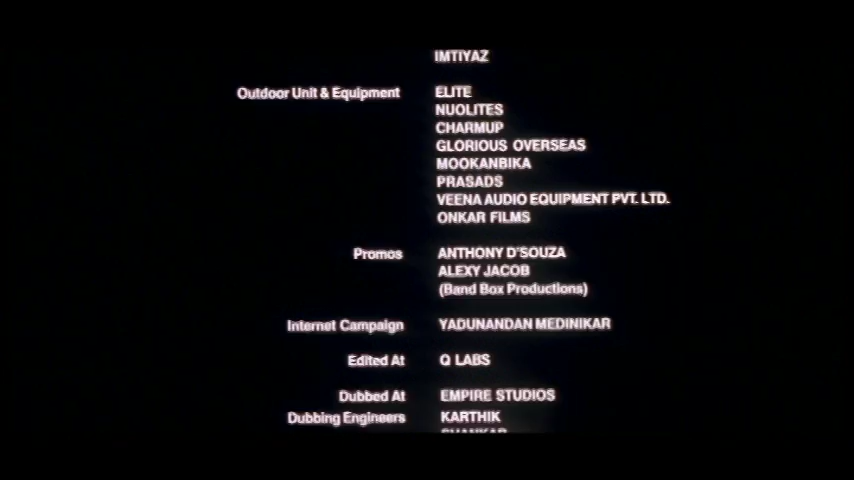 IMTIYAZ
Outdoor Unit & Equipment ELITE
NUOLITES
CHARMUP
GLORIOUS OVERSEAS
MOOKANBIKA
PRASADS
VEENA AUDIO EQUIPMENT PVT. LTD.
ONKAR FILMS
Promos ANTHONY D'SOUZA
ALEXY JACOB
(Band Box Productions)
Internet Campaign YADUNANDAN MEDINIKAR
Edited At Q LABS
Dubbed At EMPIRE STUDIOS
Dubbing Engineers KARTHIK